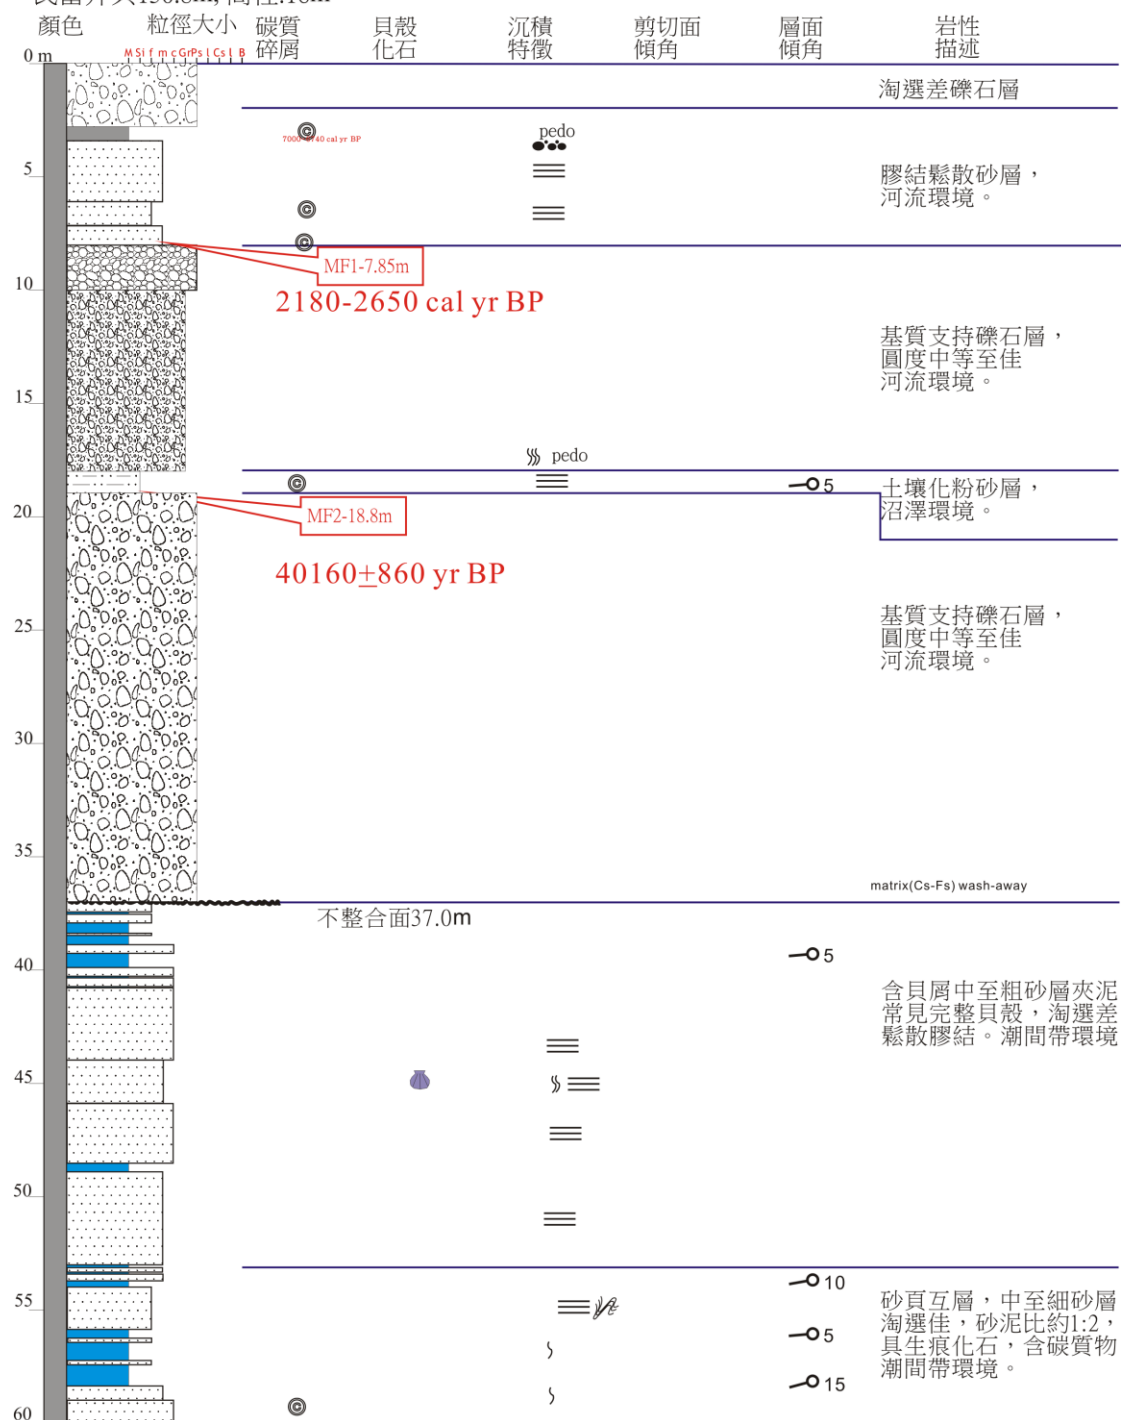 顏色 粒徑大小 碳質碎屑 貝殼化石 沉積特徵 剪切面傾角 層面傾角 岩性描述
M Si f m c Gr Ps l C s l B
0 m
淘選差礫石層
pedo
5
膠結鬆散砂層，
河流環境。
MF1-7.85m
10
2180-2650 cal yr BP
基質支持礫石層，
圓度中等至佳
河流環境。
15
pedo
5
土壤化粉砂層，
沼澤環境。
20
MF2-18.8m
40160±860 yr BP
25
基質支持礫石層，
圓度中等至佳
河流環境。
30
35
matrix(Cs-Fs) wash-away
不整合面37.0m
5
40
含貝屑中至粗砂層夾泥
常見完整貝殼，淘選差
鬆散膠結。潮間帶環境
45
50
10
55
砂頁互層，中至細砂層
淘選佳，砂泥比約1:2，
5
具生痕化石，含碳質物
潮間帶環境。
15
60